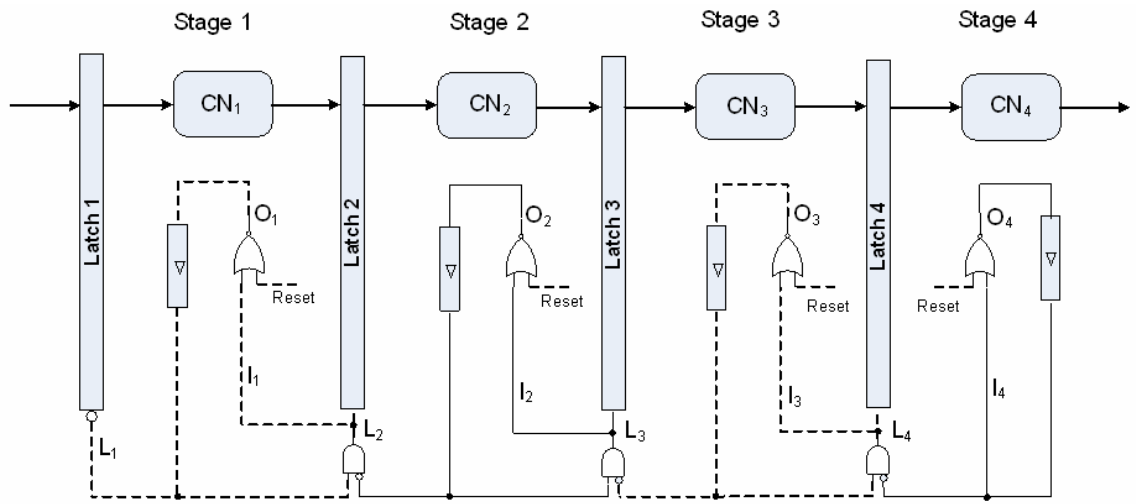 Stage 1
Stage 2
Stage 3
Stage 4
CN₁
CN₂
CN₃
CN₄
Latch 1
Latch 2
Latch 3
Latch 4
O₁
O₂
O₃
O₄
Reset
Reset
Reset
Reset
I₁
I₂
I₃
I₄
L₁
L₂
L₃
L₄